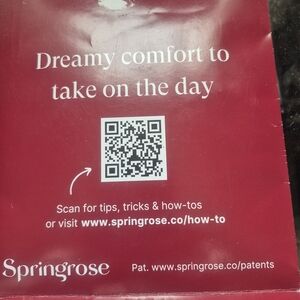 Dreamy comfort to
take on the day
Scan for tips, tricks & how-tos
or visit www.springrose.co/how-to
Springrose
Pat. www.springrose.co/patents